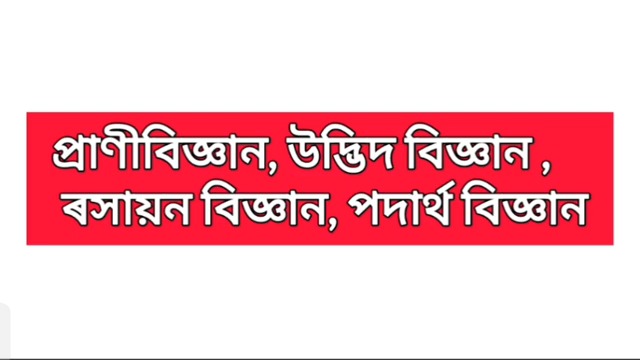 প্ৰাণীবিজ্ঞান, উদ্ভিদ বিজ্ঞান ,
ৰসায়ন বিজ্ঞান, পদাৰ্থ বিজ্ঞান